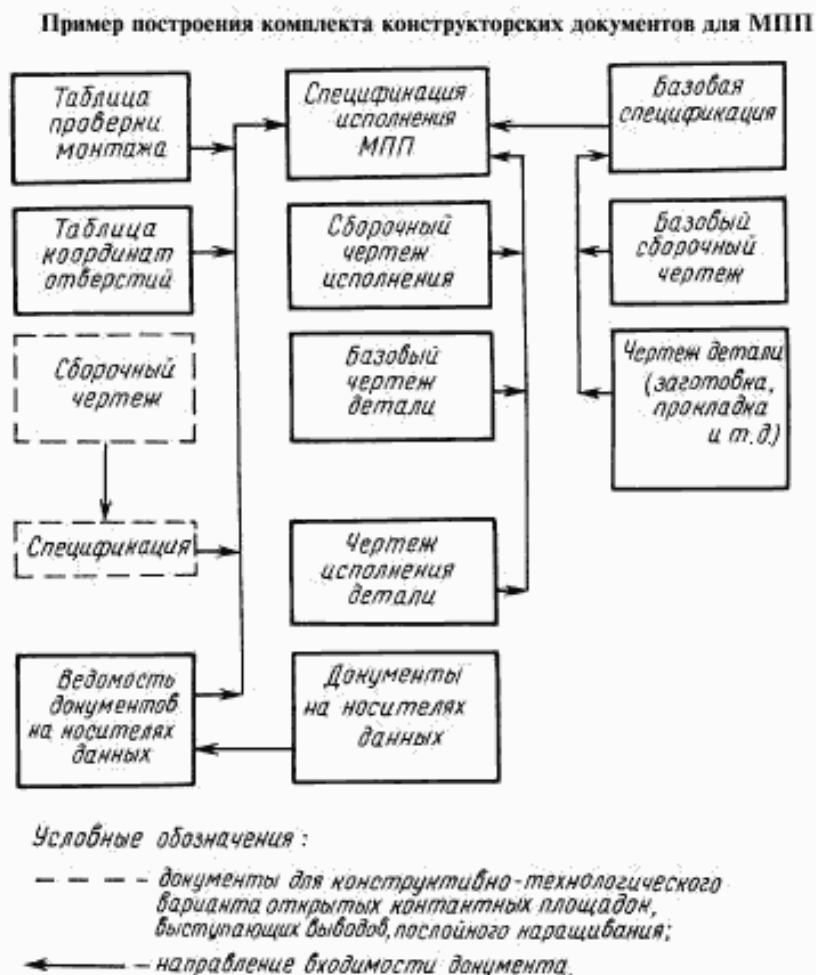 Пример построения комплекта конструкторских документов для МПП
Таблица
проверки
монтажа
Спецификация
исполнения
МПП
Базовая
спецификация
Таблица
координат
отверстий
Сборочный
чертеж
исполнения
Базовый
сборочный
чертеж
Сборочный
чертеж
Базовый
чертеж
детали
Чертеж детали
(заготовка,
прокладка
и т.д.)
Спецификация
Чертеж
исполнения
детали
Ведомость
документов
на носителях
данных
Документы
на носителях
данных
Условные обозначения:
– документы для конструктивно-технологического
варианта открытых контактных площадок,
выступающих выводов, послойного наращивания;
– направление входимости документа.